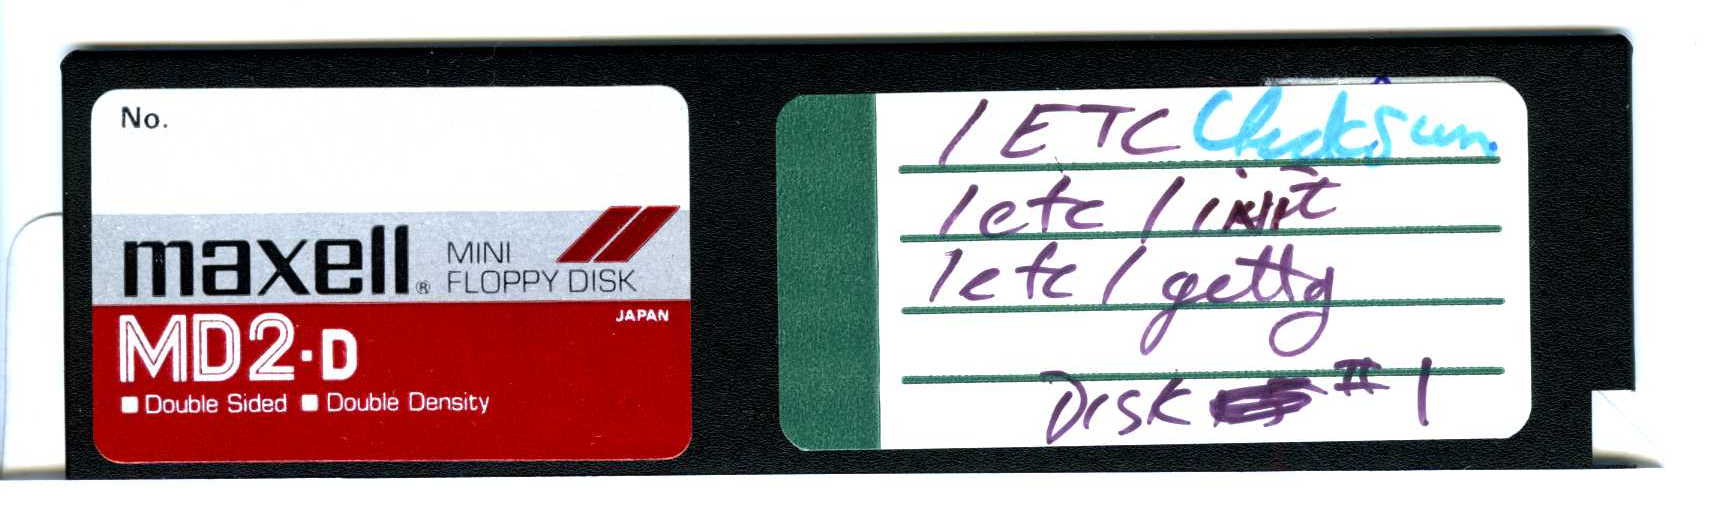 No.
maxell® MINI
FLOPPY DISK
JAPAN
MD2-D
Double Sided Double Density
/ ETC Checksum
/etc / init
/etc / getty
Disk # 1